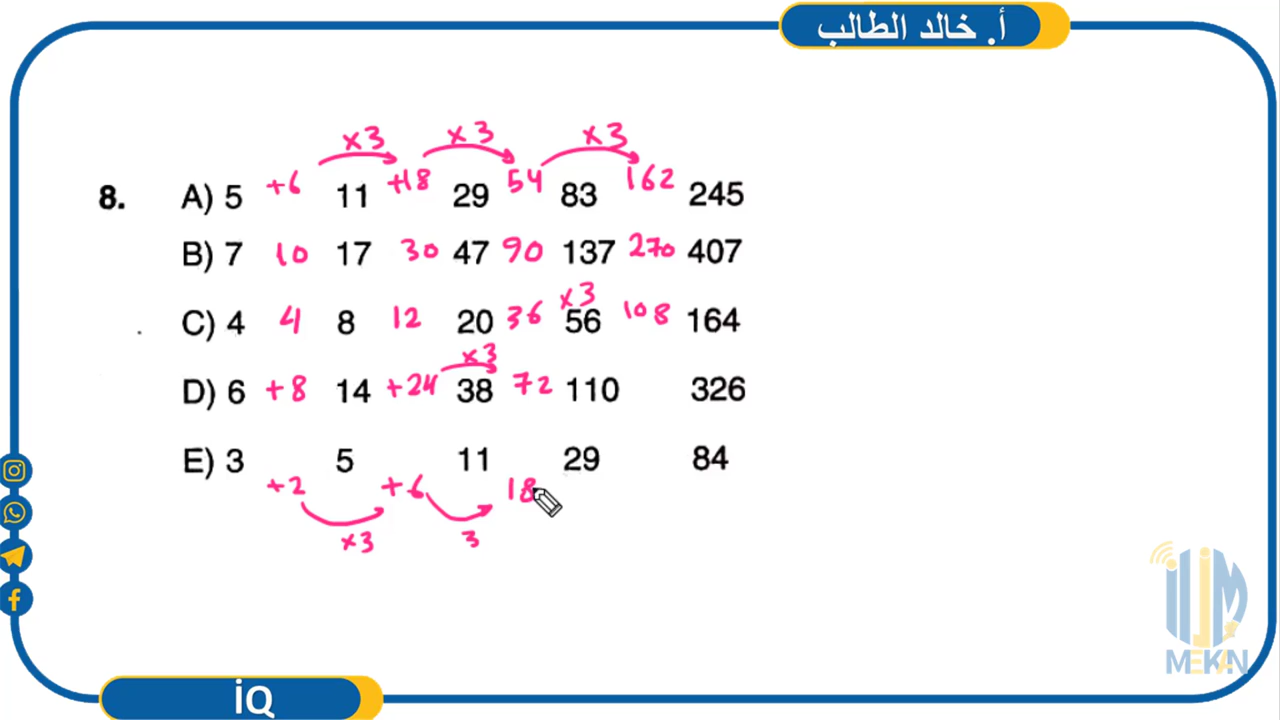 أ. خالد الطالب
×3 ×3 ×3
8. A) 5 +6 11 +18 29 54 83 162 245
B) 7 10 17 30 47 90 137 270 407
×3
C) 4 4 8 12 20 36 56 108 164
×3
D) 6 +8 14 +24 38 72 110 326
E) 3 5 11 29 84
+2 +6 18
×3 3
MEKAN
İQ